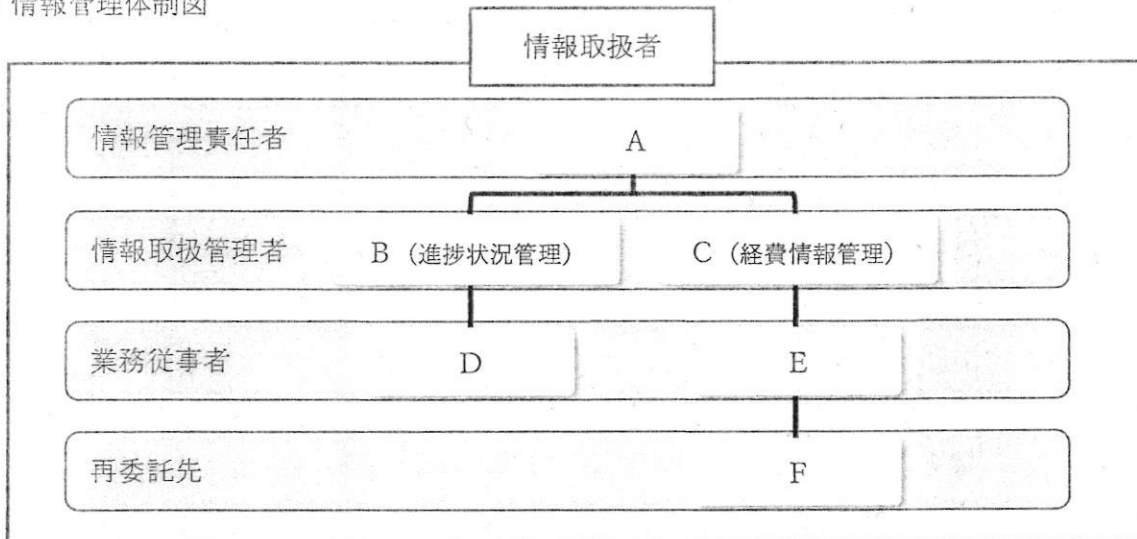 情報管理体制図
情報取扱者
情報管理責任者 A
情報取扱管理者 B（進捗状況管理） C（経費情報管理）
業務従事者 D E
再委託先 F